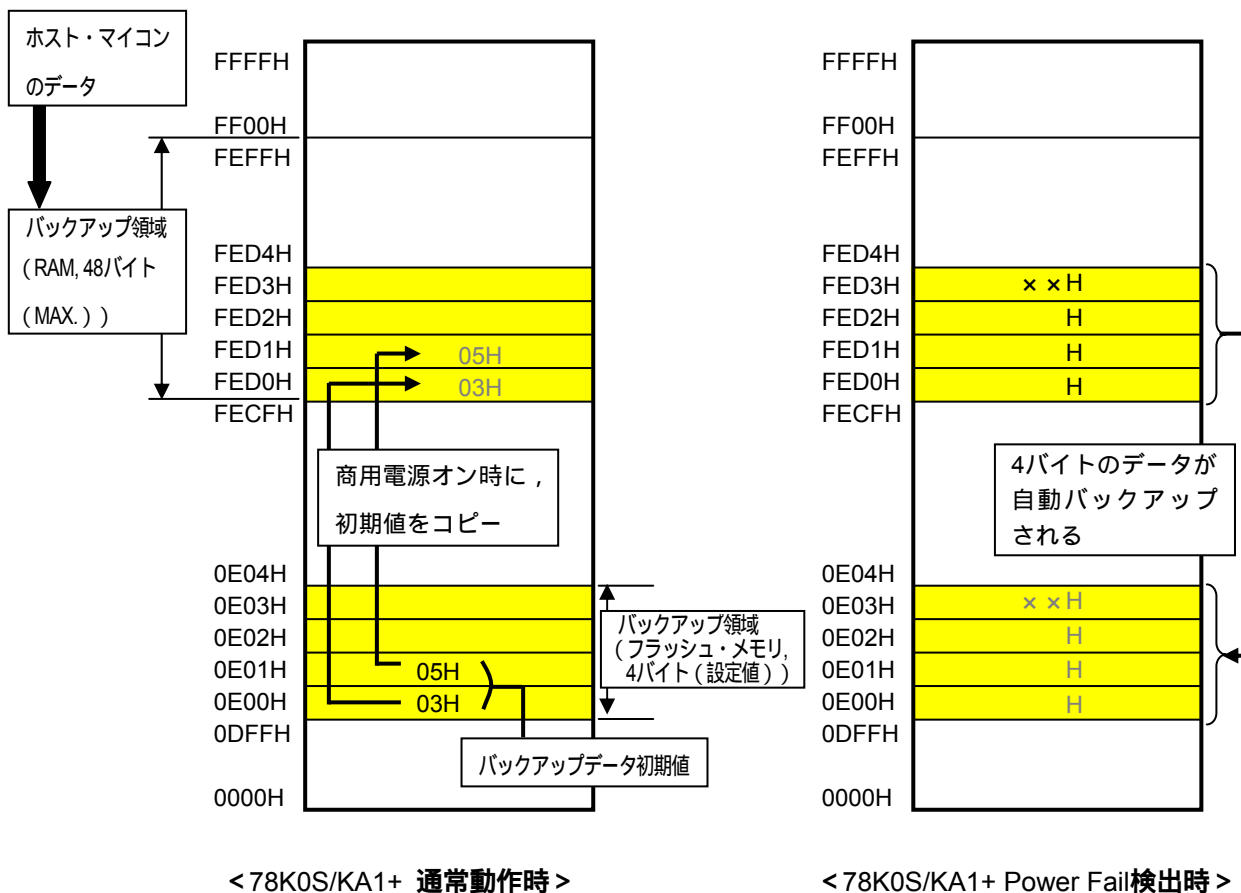 ホスト・マイコン
のデータ
バックアップ領域
（RAM, 48バイト
（MAX.））
FFFFH
FF00H
FEFFH
FED4H
FED3H
FED2H
FED1H
FED0H
FECFH
05H
03H
商用電源オン時に，
初期値をコピー
0E04H
0E03H
0E02H
0E01H
0E00H
0DFFH
0000H
05H
03H
バックアップ領域
（フラッシュ・メモリ,
4バイト（設定値））
バックアップデータ初期値
＜78K0S/KA1+ 通常動作時＞
FFFFH
FF00H
FEFFH
FED4H
FED3H
FED2H
FED1H
FED0H
FECFH
××H
H
H
H
4バイトのデータが
自動バックアップ
される
0E04H
0E03H
0E02H
0E01H
0E00H
0DFFH
0000H
××H
H
H
H
＜78K0S/KA1+ Power Fail検出時＞